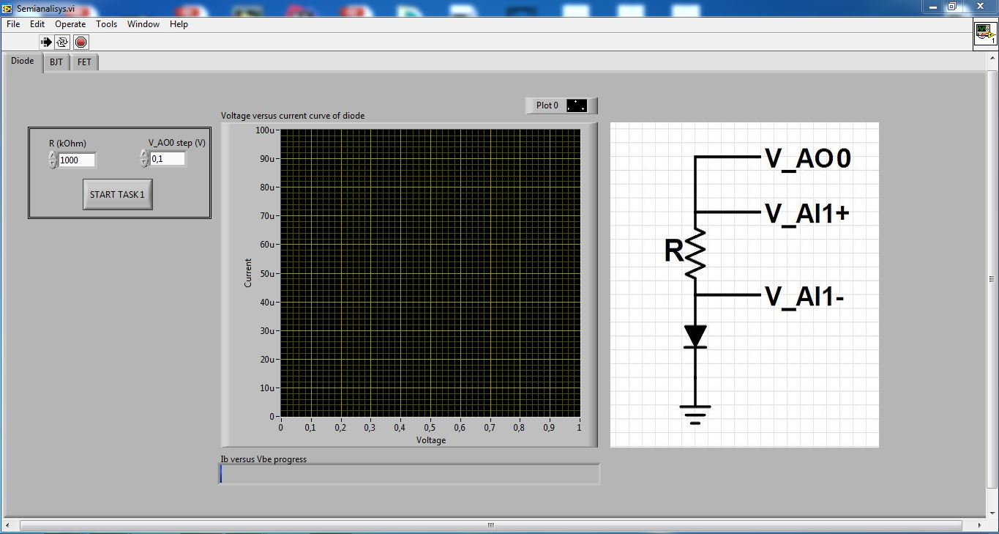 Semianalisys.vi
File Edit Operate Tools Window Help
1
Diode BJT FET
Plot 0
Voltage versus current curve of diode
R (kOhm) V_AO0 step (V)
1000 0,1
START TASK 1
100u
90u
80u
70u
60u
50u
40u
30u
20u
10u
0
Current
0 0,1 0,2 0,3 0,4 0,5 0,6 0,7 0,8 0,9 1
Voltage
V_AO0
V_AI1+
R
V_AI1-
Ib versus Vbe progress